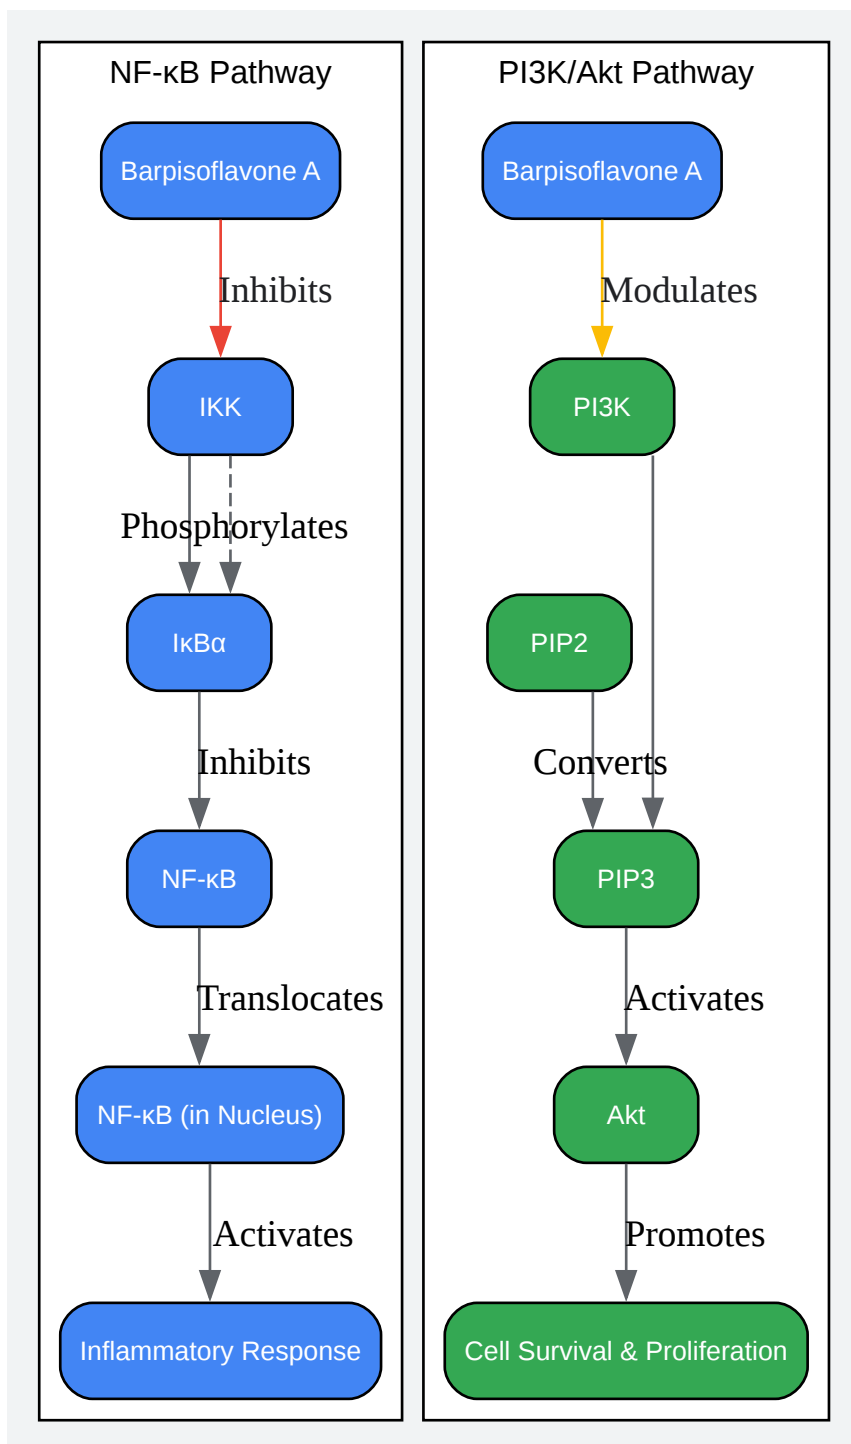 NF-κB Pathway
Barpisoflavone A
Inhibits
IKK
Phosphorylates
IκBα
Inhibits
NF-κB
Translocates
NF-κB (in Nucleus)
Activates
Inflammatory Response
PI3K/Akt Pathway
Barpisoflavone A
Modulates
PI3K
PIP2
Converts
PIP3
Activates
Akt
Promotes
Cell Survival & Proliferation